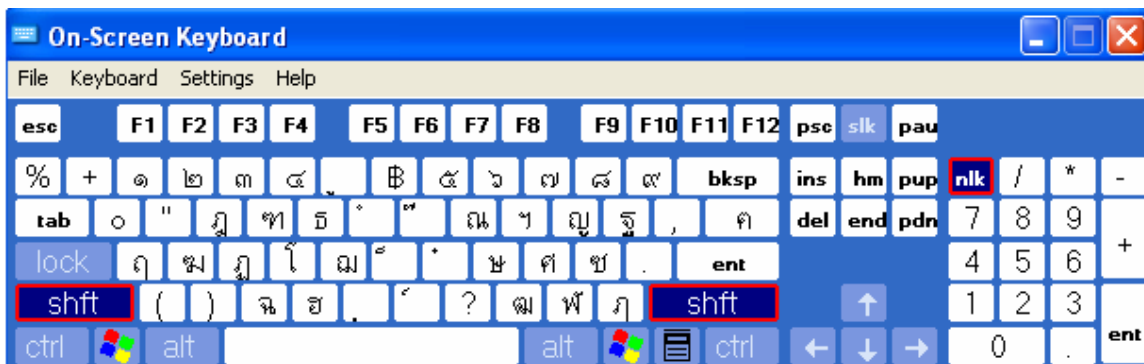 On-Screen Keyboard
File Keyboard Settings Help
esc F1 F2 F3 F4 F5 F6 F7 F8 F9 F10 F11 F12 psc slk pau
% + ๑ ๒ ๓ ๔ ู ฿ ๕ ๖ ๗ ๘ ๙ bksp ins hm pup nlk / * -
tab ๐ " ฎ ฑ ธ ํ ๊ ณ ฯ ญ ฐ , ฅ del end pdn 7 8 9 +
lock ฤ ฆ ฏ โ ฌ ็ ๋ ษ ศ ซ . ent 4 5 6
shft ( ) ฉ ฮ ฺ ์ ? ฒ ฬ ฦ shft ↑ 1 2 3 ent
ctrl alt alt ctrl ← ↓ → 0 .